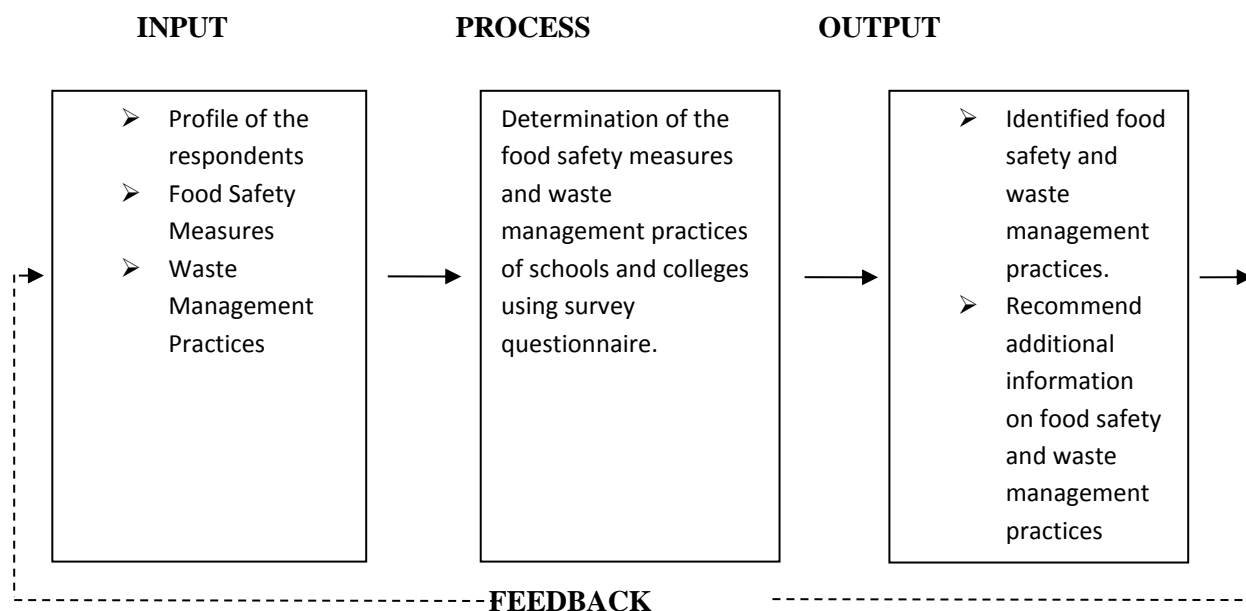 INPUT
PROCESS
OUTPUT
➢ Profile of the
respondents
➢ Food Safety
Measures
➢ Waste
Management
Practices
Determination of the
food safety measures
and waste
management practices
of schools and colleges
using survey
questionnaire.
➢ Identified food
safety and
waste
management
practices.
➢ Recommend
additional
information
on food safety
and waste
management
practices
FEEDBACK